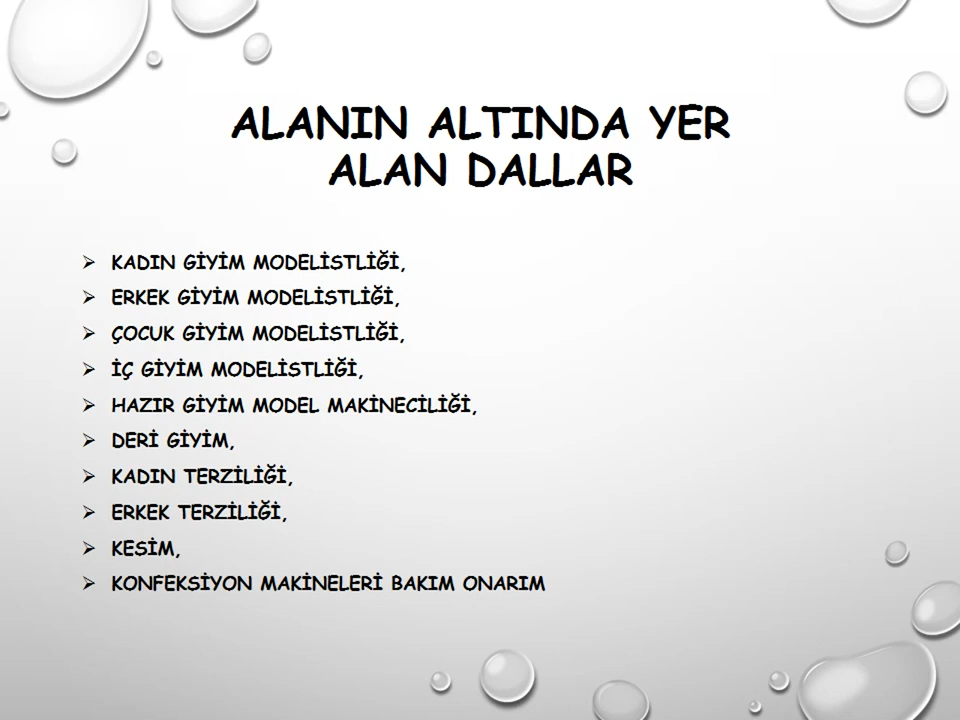 ALANIN ALTINDA YER
ALAN DALLAR
➢ KADIN GİYİM MODELİSTLİĞİ,
➢ ERKEK GİYİM MODELİSTLİĞİ,
➢ ÇOCUK GİYİM MODELİSTLİĞİ,
➢ İÇ GİYİM MODELİSTLİĞİ,
➢ HAZIR GİYİM MODEL MAKİNECİLİĞİ,
➢ DERİ GİYİM,
➢ KADIN TERZİLİĞİ,
➢ ERKEK TERZİLİĞİ,
➢ KESİM,
➢ KONFEKSİYON MAKİNELERİ BAKIM ONARIM